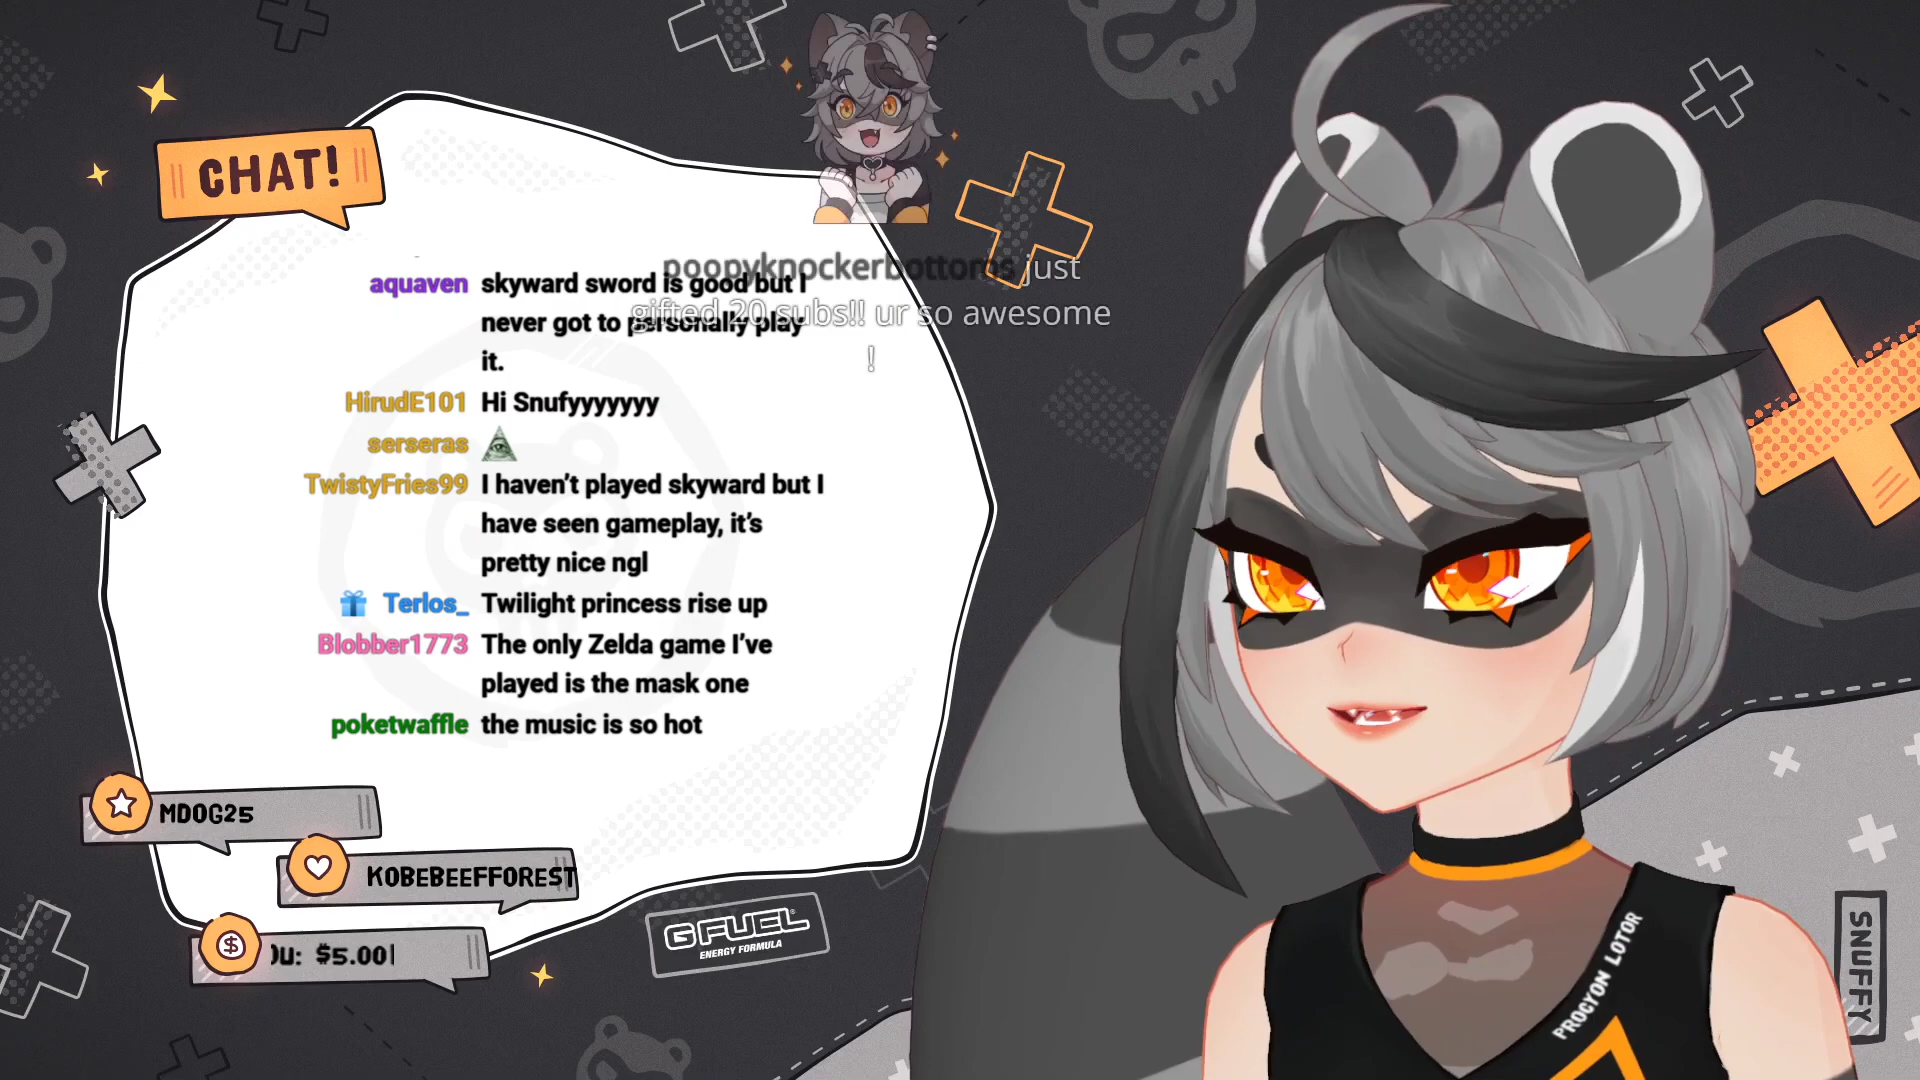 CHAT!
poopyknockerbottoms just
gifted 20 subs!! ur so awesome
!
aquaven skyward sword is good but I
never got to personally play
it.
HirudE101 Hi Snufyyyyyyy
serseras
TwistyFries99 I haven't played skyward but I
have seen gameplay, it's
pretty nice ngl
Terlos_ Twilight princess rise up
Blobber1773 The only Zelda game I've
played is the mask one
poketwaffle the music is so hot
MDOG25
KOBEBEEFFOREST
OU: $5.00
G FUEL
ENERGY FORMULA
PROCYON LOTOR
SNUFFY